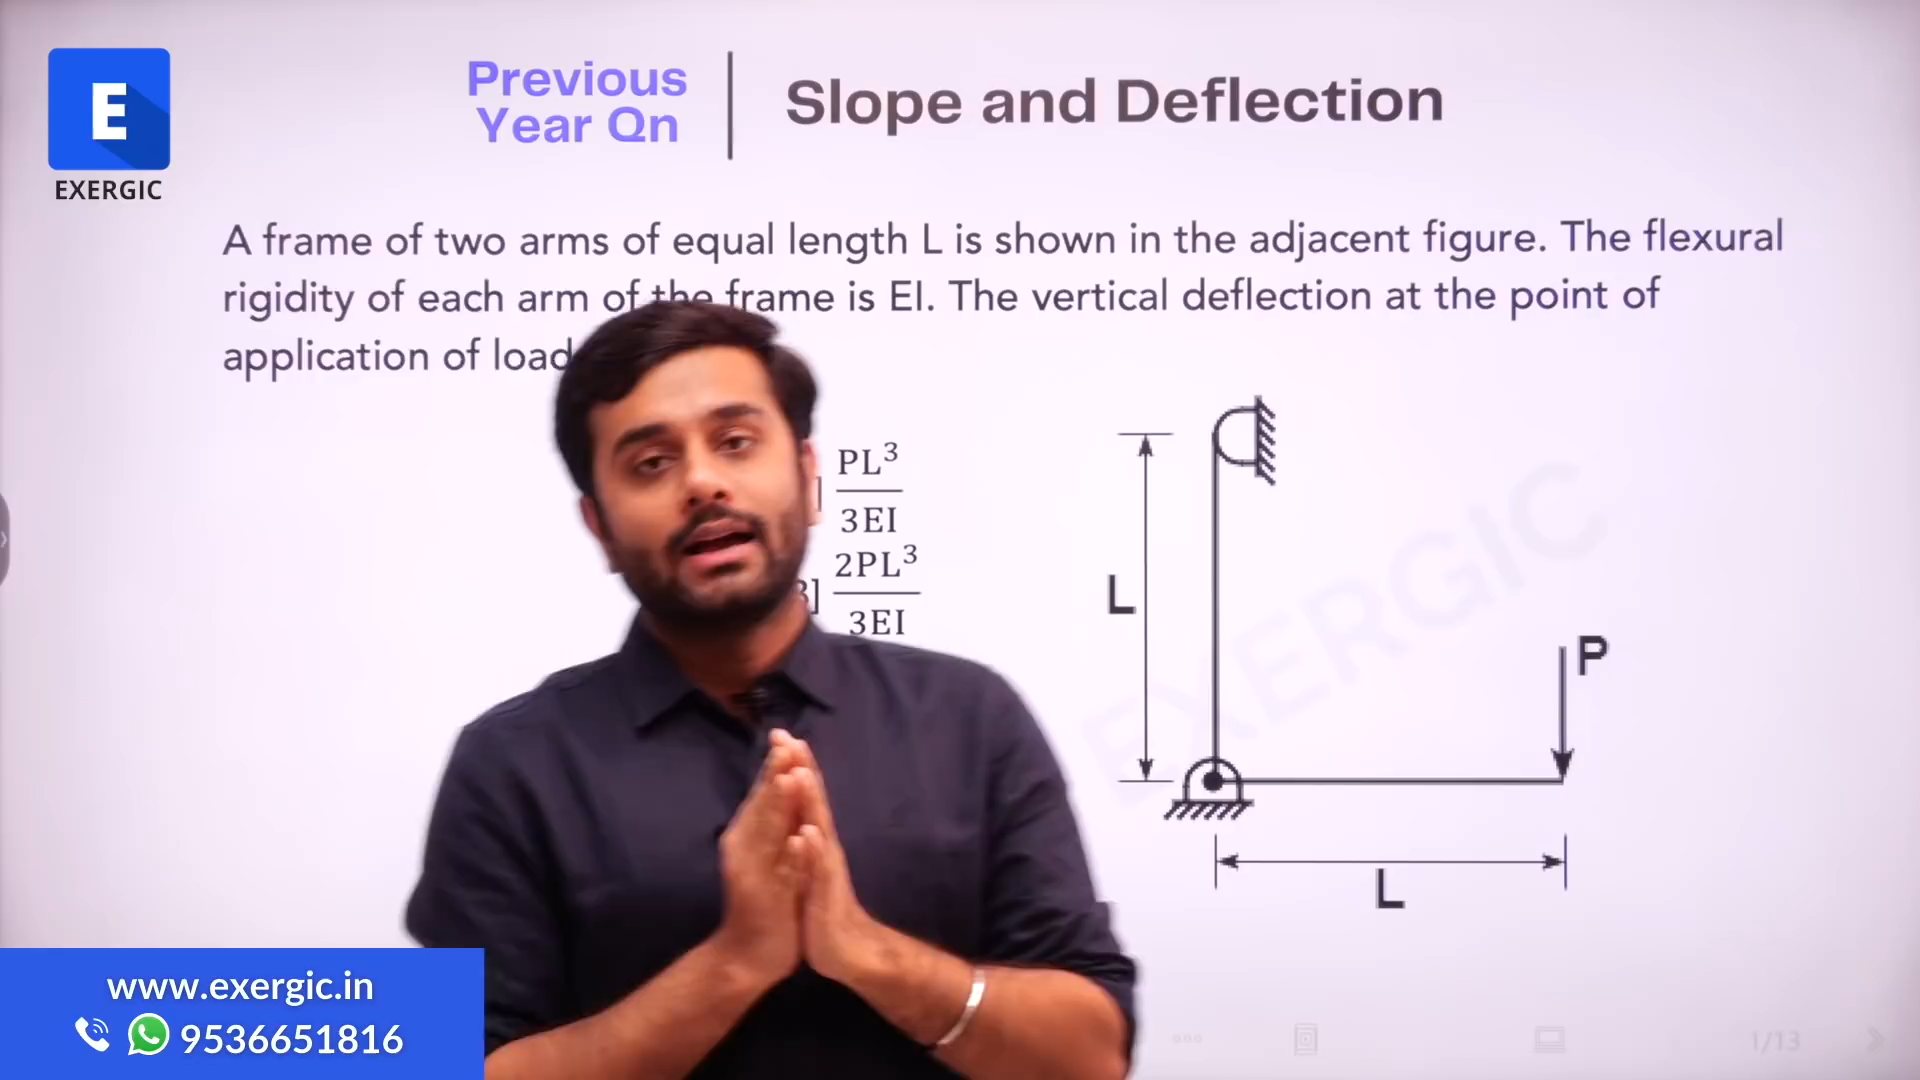 E
EXERGIC
Previous
Year Qn
Slope and Deflection
A frame of two arms of equal length L is shown in the adjacent figure. The flexural
rigidity of each arm of the frame is EI. The vertical deflection at the point of
application of load
] PL³
3EI
] 2PL³
3EI
L
P
L
EXERGIC
www.exergic.in
9536651816
1/13